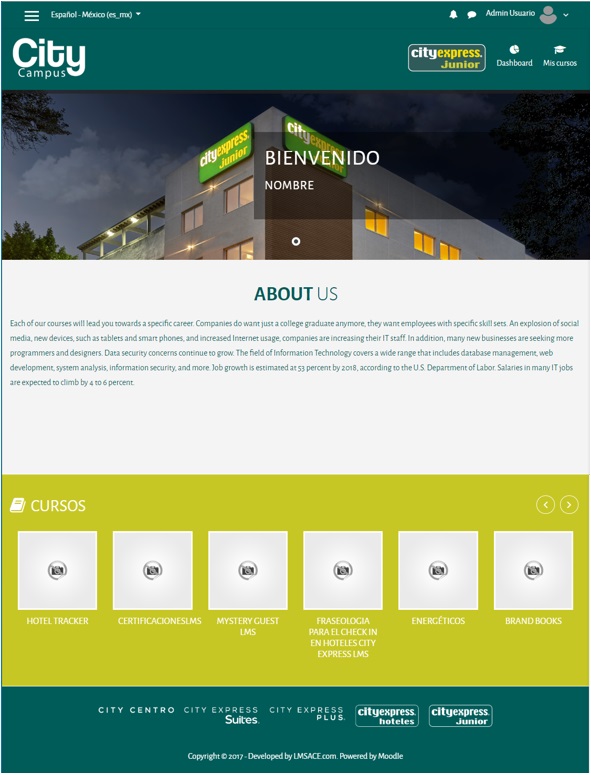 Español - México (es_mx)
Admin Usuario
City
Campus
cityexpress.
Junior
Dashboard
Mis cursos
cityexpress.
Junior
cityexpress.
Junior
BIENVENIDO
NOMBRE
ABOUT US
Each of our courses will lead you towards a specific career. Companies do want just a college graduate anymore, they want employees with specific skill sets. An explosion of social
media, new devices, such as tablets and smart phones, and increased Internet usage, companies are increasing their IT staff. In addition, many new businesses are seeking more
programmers and designers. Data security concerns continue to grow. The field of Information Technology covers a wide range that includes database management, web
development, system analysis, information security, and more. Job growth is estimated at 53 percent by 2018, according to the U.S. Department of Labor. Salaries in many IT jobs
are expected to climb by 4 to 6 percent.
CURSOS
HOTEL TRACKER
CERTIFICACIONESLMS
MYSTERY GUEST
LMS
FRASEOLOGIA
PARA EL CHECK IN
EN HOTELES CITY
EXPRESS LMS
ENERGÉTICOS
BRAND BOOKS
CITY CENTRO
CITY EXPRESS
Suites.
CITY EXPRESS
PLUS.
cityexpress.
hoteles
cityexpress.
Junior
Copyright © 2017 - Developed by LMSACE.com. Powered by Moodle